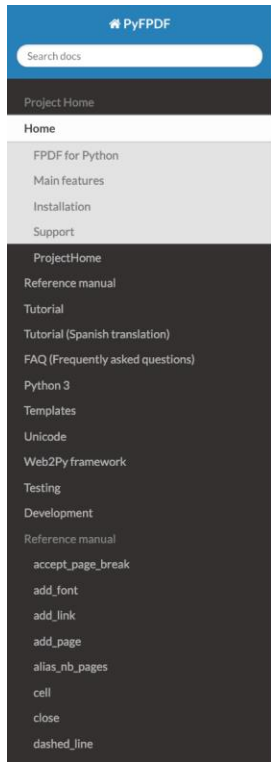 PyFPDF
Search docs
Project Home
Home
FPDF for Python
Main features
Installation
Support
ProjectHome
Reference manual
Tutorial
Tutorial (Spanish translation)
FAQ (Frequently asked questions)
Python 3
Templates
Unicode
Web2Py framework
Testing
Development
Reference manual
accept_page_break
add_font
add_link
add_page
alias_nb_pages
cell
close
dashed_line